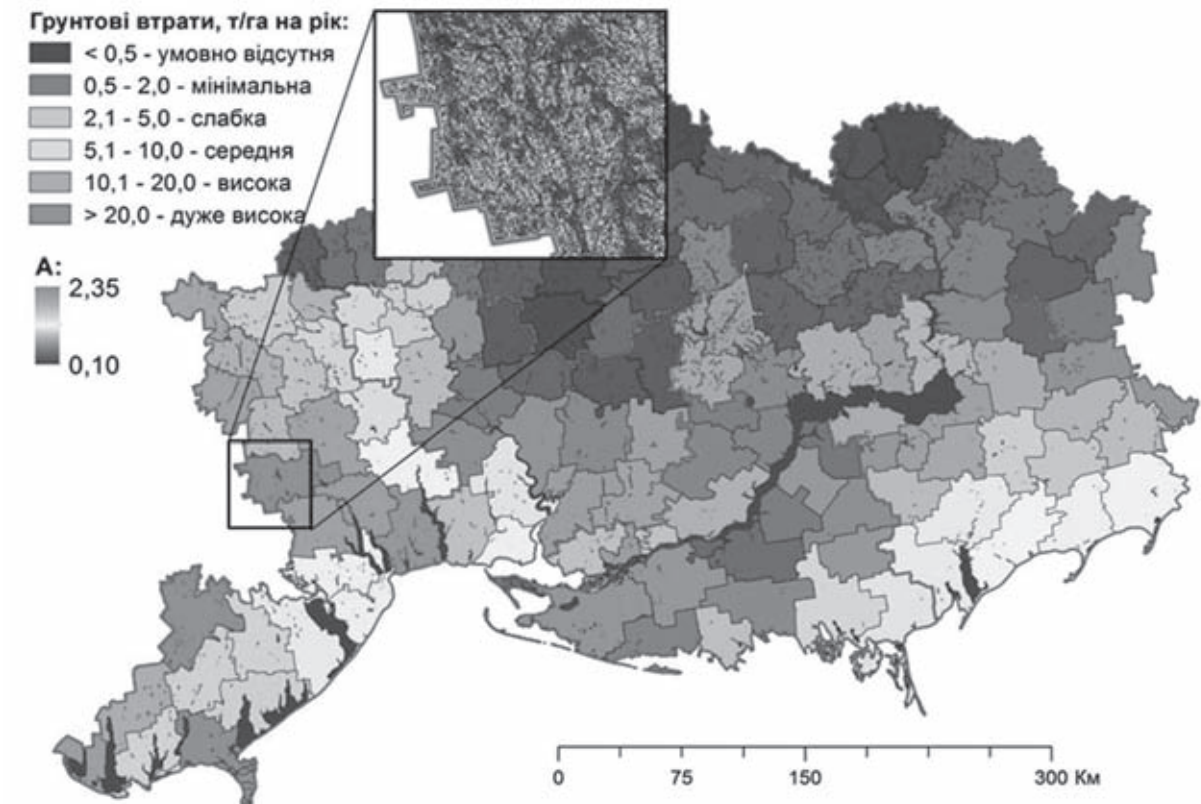 Грунтові втрати, т/га на рік:
< 0,5 - умовно відсутня
0,5 - 2,0 - мінімальна
2,1 - 5,0 - слабка
5,1 - 10,0 - середня
10,1 - 20,0 - висока
> 20,0 - дуже висока
А:
2,35
0,10
0 75 150 300 Км